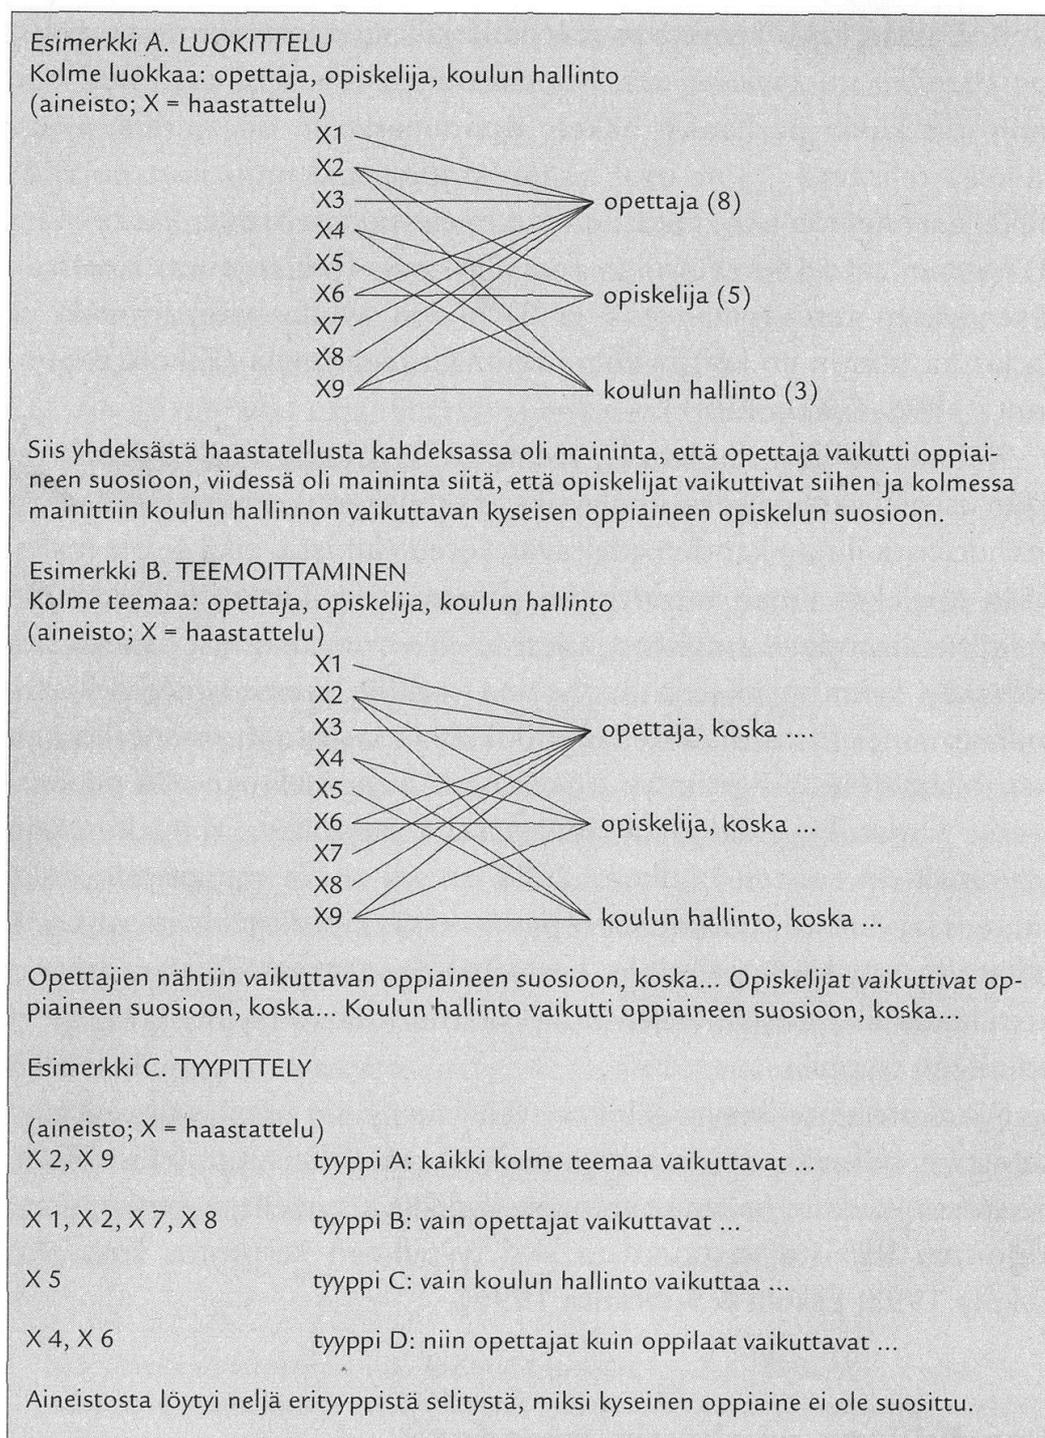 Esimerkki A. LUOKITTELU
Kolme luokkaa: opettaja, opiskelija, koulun hallinto
(aineisto; X = haastattelu)
X1
X2
X3 opettaja (8)
X4
X5
X6 opiskelija (5)
X7
X8
X9 koulun hallinto (3)
Siis yhdeksästä haastatellusta kahdeksassa oli maininta, että opettaja vaikutti oppiai-
neen suosioon, viidessä oli maininta siitä, että opiskelijat vaikuttivat siihen ja kolmessa
mainittiin koulun hallinnon vaikuttavan kyseisen oppiaineen opiskelun suosioon.
Esimerkki B. TEEMOITTAMINEN
Kolme teemaa: opettaja, opiskelija, koulun hallinto
(aineisto; X = haastattelu)
X1
X2
X3 opettaja, koska ....
X4
X5
X6 opiskelija, koska ...
X7
X8
X9 koulun hallinto, koska ...
Opettajien nähtiin vaikuttavan oppiaineen suosioon, koska... Opiskelijat vaikuttivat op-
piaineen suosioon, koska... Koulun hallinto vaikutti oppiaineen suosioon, koska...
Esimerkki C. TYYPITTELY
(aineisto; X = haastattelu)
X 2, X 9 tyyppi A: kaikki kolme teemaa vaikuttavat ...
X 1, X 2, X 7, X 8 tyyppi B: vain opettajat vaikuttavat ...
X 5 tyyppi C: vain koulun hallinto vaikuttaa ...
X 4, X 6 tyyppi D: niin opettajat kuin oppilaat vaikuttavat ...
Aineistosta löytyi neljä erityyppistä selitystä, miksi kyseinen oppiaine ei ole suosittu.